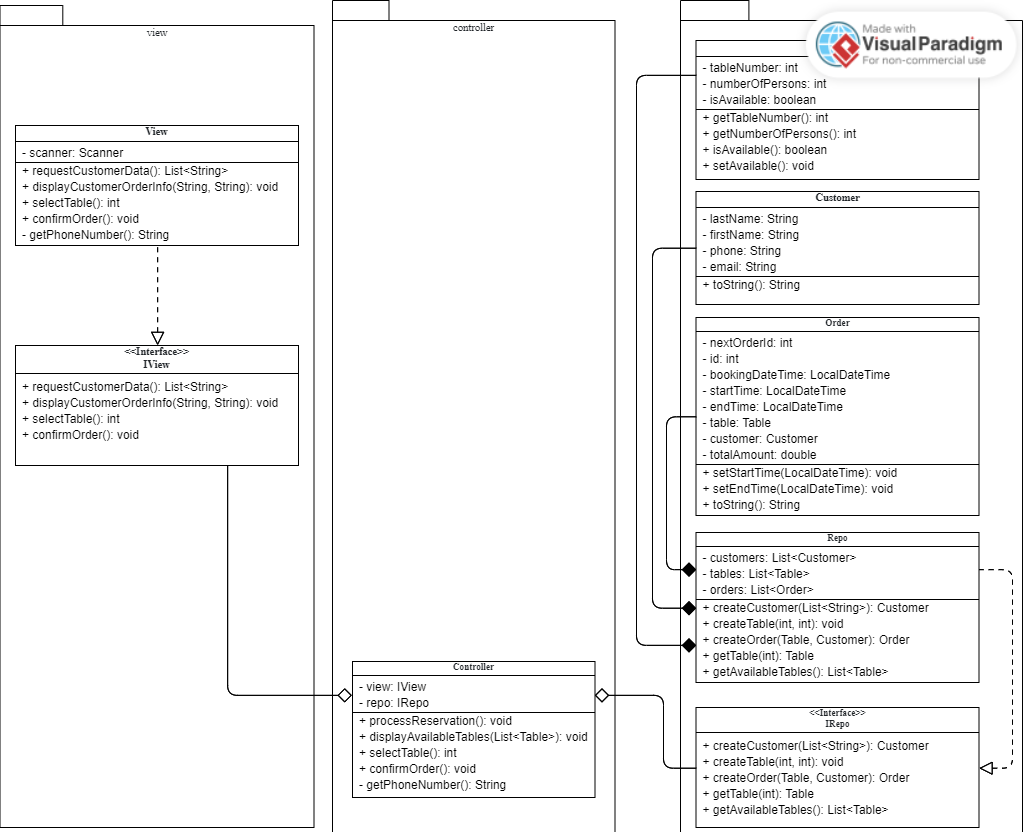 view
View
- scanner: Scanner
+ requestCustomerData(): List<String>
+ displayCustomerOrderInfo(String, String): void
+ selectTable(): int
+ confirmOrder(): void
- getPhoneNumber(): String
<<Interface>>
IView
+ requestCustomerData(): List<String>
+ displayCustomerOrderInfo(String, String): void
+ selectTable(): int
+ confirmOrder(): void
controller
Controller
- view: IView
- repo: IRepo
+ processReservation(): void
+ displayAvailableTables(List<Table>): void
+ selectTable(): int
+ confirmOrder(): void
- getPhoneNumber(): String
Made with
Visual Paradigm
For non-commercial use
- tableNumber: int
- numberOfPersons: int
- isAvailable: boolean
+ getTableNumber(): int
+ getNumberOfPersons(): int
+ isAvailable(): boolean
+ setAvailable(): void
Customer
- lastName: String
- firstName: String
- phone: String
- email: String
+ toString(): String
Order
- nextOrderId: int
- id: int
- bookingDateTime: LocalDateTime
- startTime: LocalDateTime
- endTime: LocalDateTime
- table: Table
- customer: Customer
- totalAmount: double
+ setStartTime(LocalDateTime): void
+ setEndTime(LocalDateTime): void
+ toString(): String
Repo
- customers: List<Customer>
- tables: List<Table>
- orders: List<Order>
+ createCustomer(List<String>): Customer
+ createTable(int, int): void
+ createOrder(Table, Customer): Order
+ getTable(int): Table
+ getAvailableTables(): List<Table>
<<Interface>>
IRepo
+ createCustomer(List<String>): Customer
+ createTable(int, int): void
+ createOrder(Table, Customer): Order
+ getTable(int): Table
+ getAvailableTables(): List<Table>